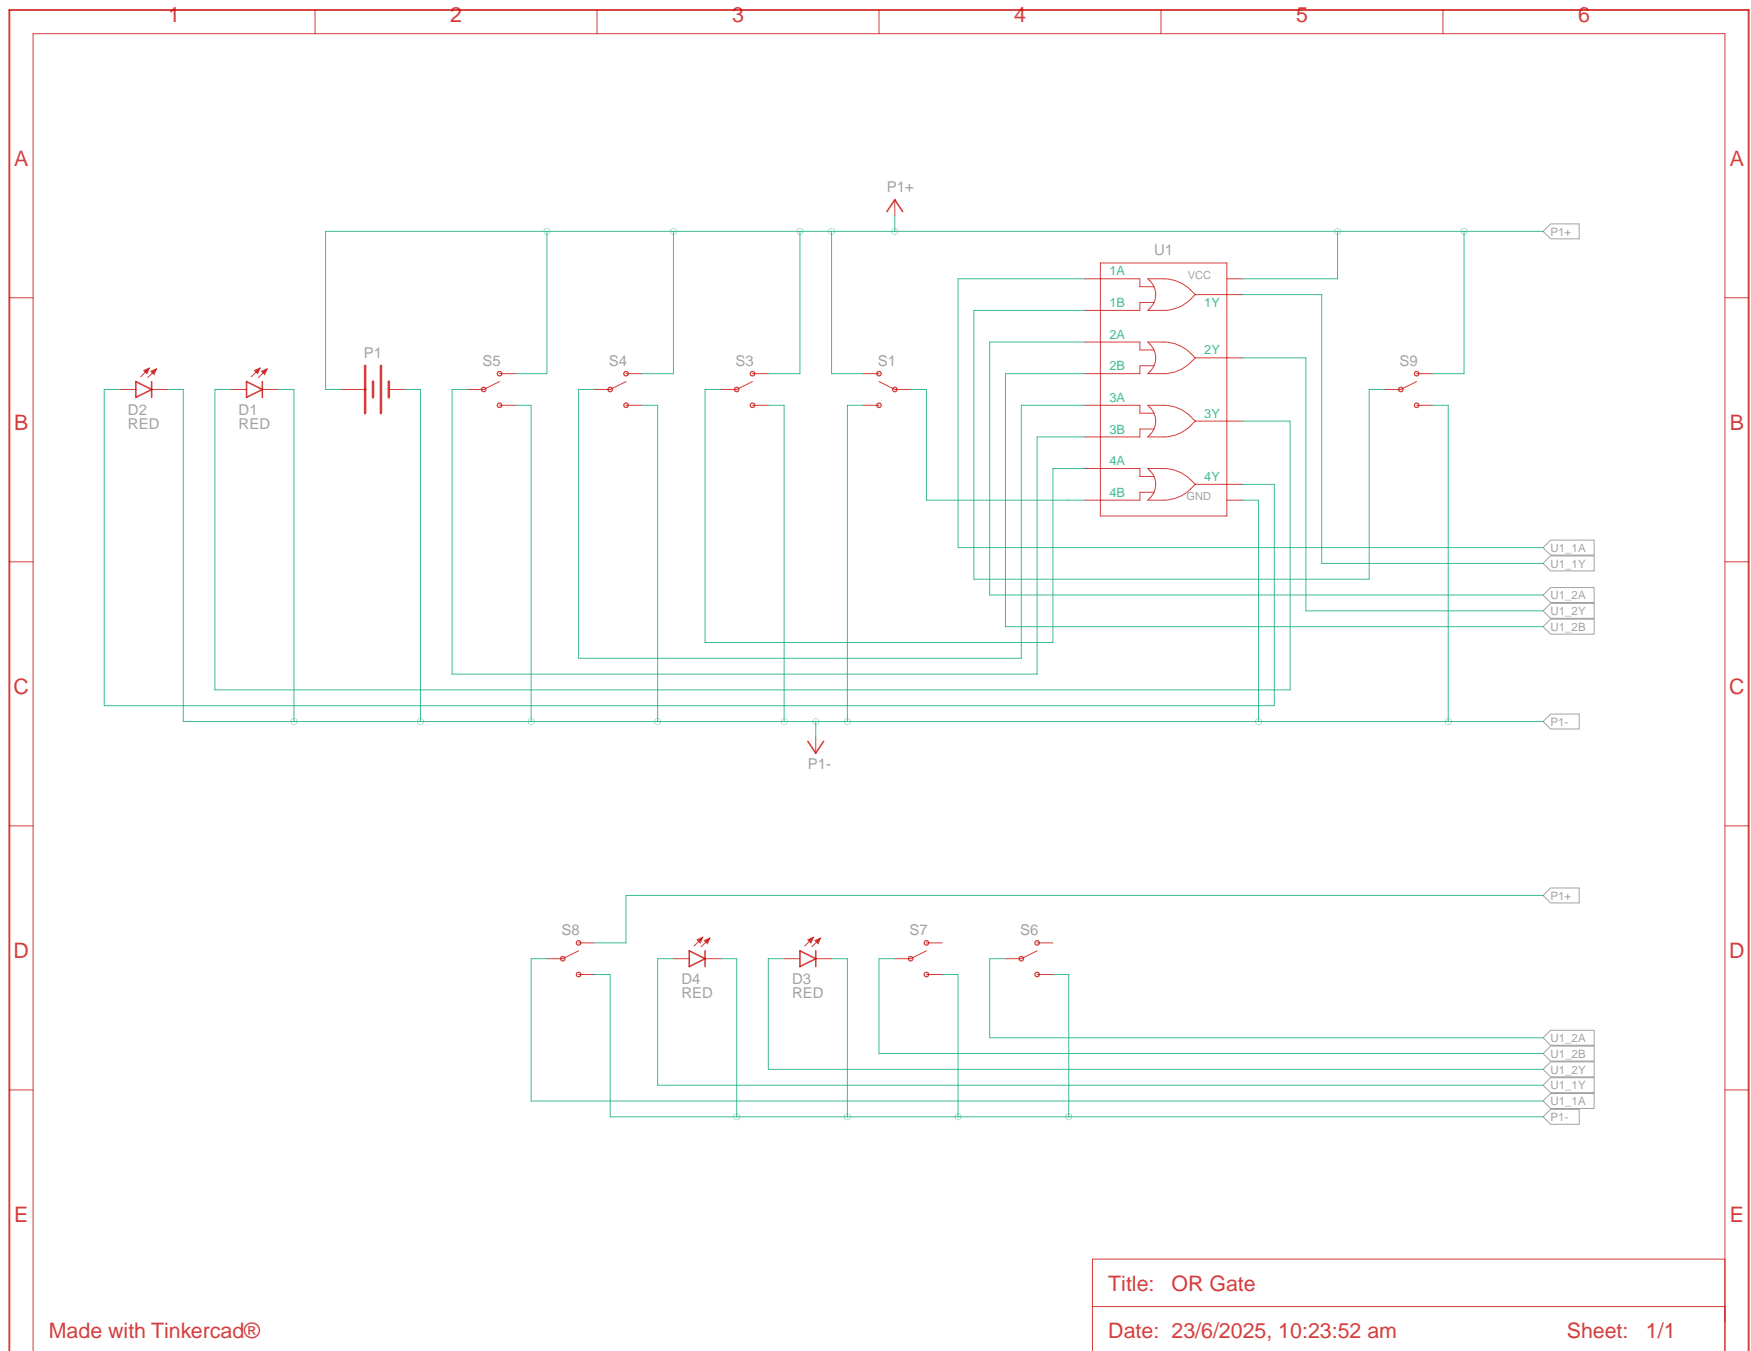 1 2 3 4 5 6
A A
P1+
P1+
U1
1A VCC
1B 1Y
2A 2Y
2B
3A 3Y
3B
4A 4Y
4B GND
P1 S5 S4 S3 S1 S9
B B
D2 D1
RED RED
U1_1A
U1_1Y
U1_2A
U1_2Y
U1_2B
C C
P1-
P1-
P1+
S8 S7 S6
D D
D4 D3
RED RED
U1_2A
U1_2B
U1_2Y
U1_1Y
U1_1A
P1-
E E
Title: OR Gate
Made with Tinkercad®
Date: 23/6/2025, 10:23:52 am Sheet: 1/1